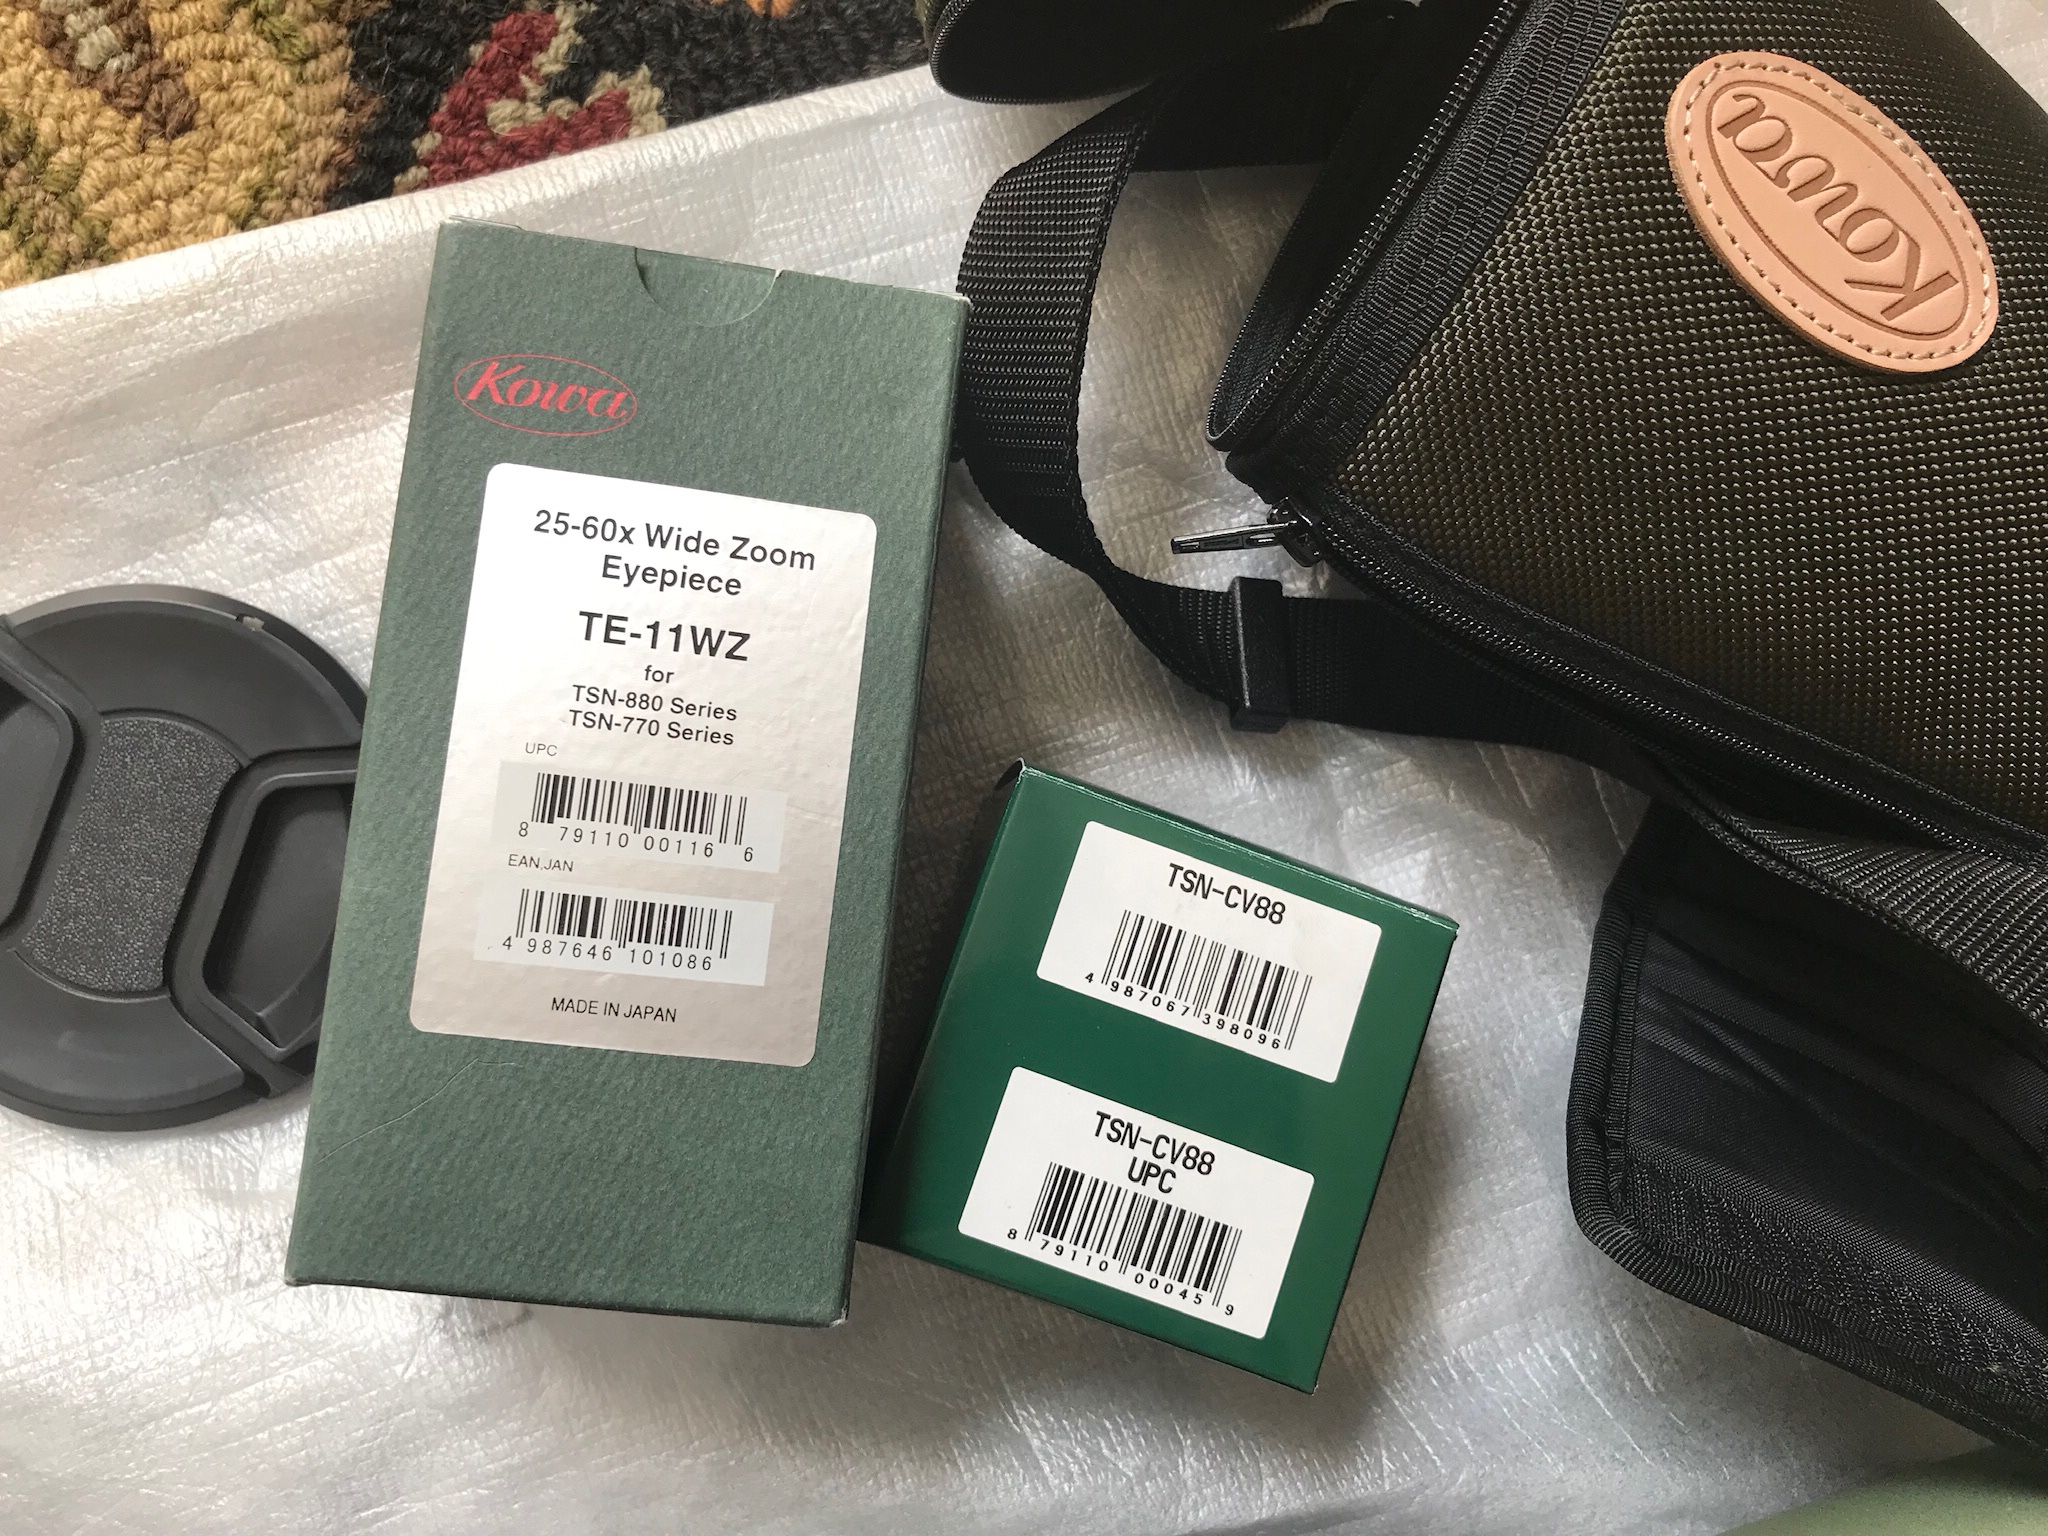 Kowa
25-60x Wide Zoom
Eyepiece
TE-11WZ
for
TSN-880 Series
TSN-770 Series
UPC
8 79110 00116 6
EAN.JAN
4 987646 101086
MADE IN JAPAN
TSN-CV88
4 987067 398096
TSN-CV88
UPC
8 79110 00045 9
Kowa